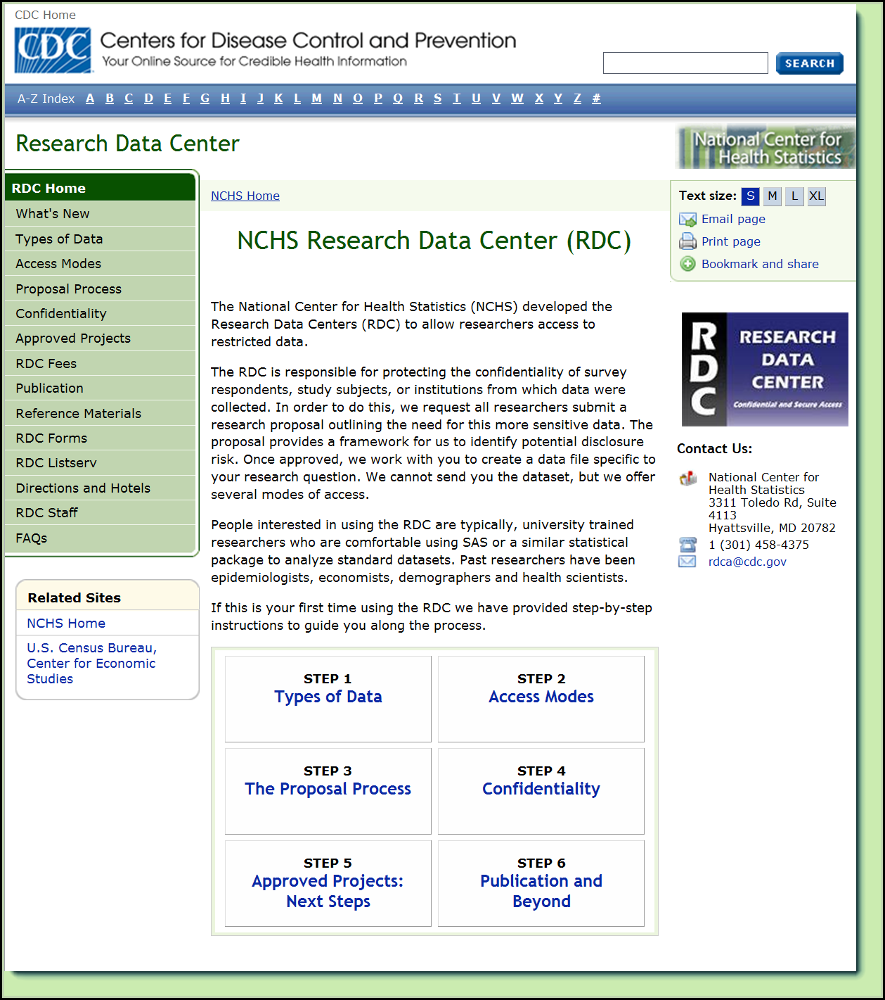 CDC Home
CDC
Centers for Disease Control and Prevention
Your Online Source for Credible Health Information
SEARCH
A-Z Index A B C D E F G H I J K L M N O P Q R S T U V W X Y Z #
Research Data Center
National Center for
Health Statistics
RDC Home
What's New
Types of Data
Access Modes
Proposal Process
Confidentiality
Approved Projects
RDC Fees
Publication
Reference Materials
RDC Forms
RDC Listserv
Directions and Hotels
RDC Staff
FAQs
Related Sites
NCHS Home
U.S. Census Bureau,
Center for Economic
Studies
NCHS Home
NCHS Research Data Center (RDC)
The National Center for Health Statistics (NCHS) developed the
Research Data Centers (RDC) to allow researchers access to
restricted data.
The RDC is responsible for protecting the confidentiality of survey
respondents, study subjects, or institutions from which data were
collected. In order to do this, we request all researchers submit a
research proposal outlining the need for this more sensitive data. The
proposal provides a framework for us to identify potential disclosure
risk. Once approved, we work with you to create a data file specific to
your research question. We cannot send you the dataset, but we offer
several modes of access.
People interested in using the RDC are typically, university trained
researchers who are comfortable using SAS or a similar statistical
package to analyze standard datasets. Past researchers have been
epidemiologists, economists, demographers and health scientists.
If this is your first time using the RDC we have provided step-by-step
instructions to guide you along the process.
STEP 1
Types of Data
STEP 2
Access Modes
STEP 3
The Proposal Process
STEP 4
Confidentiality
STEP 5
Approved Projects:
Next Steps
STEP 6
Publication and
Beyond
Text size: S M L XL
Email page
Print page
Bookmark and share
RDC
RESEARCH
DATA
CENTER
Confidential and Secure Access
Contact Us:
National Center for
Health Statistics
3311 Toledo Rd, Suite
4113
Hyattsville, MD 20782
1 (301) 458-4375
rdca@cdc.gov